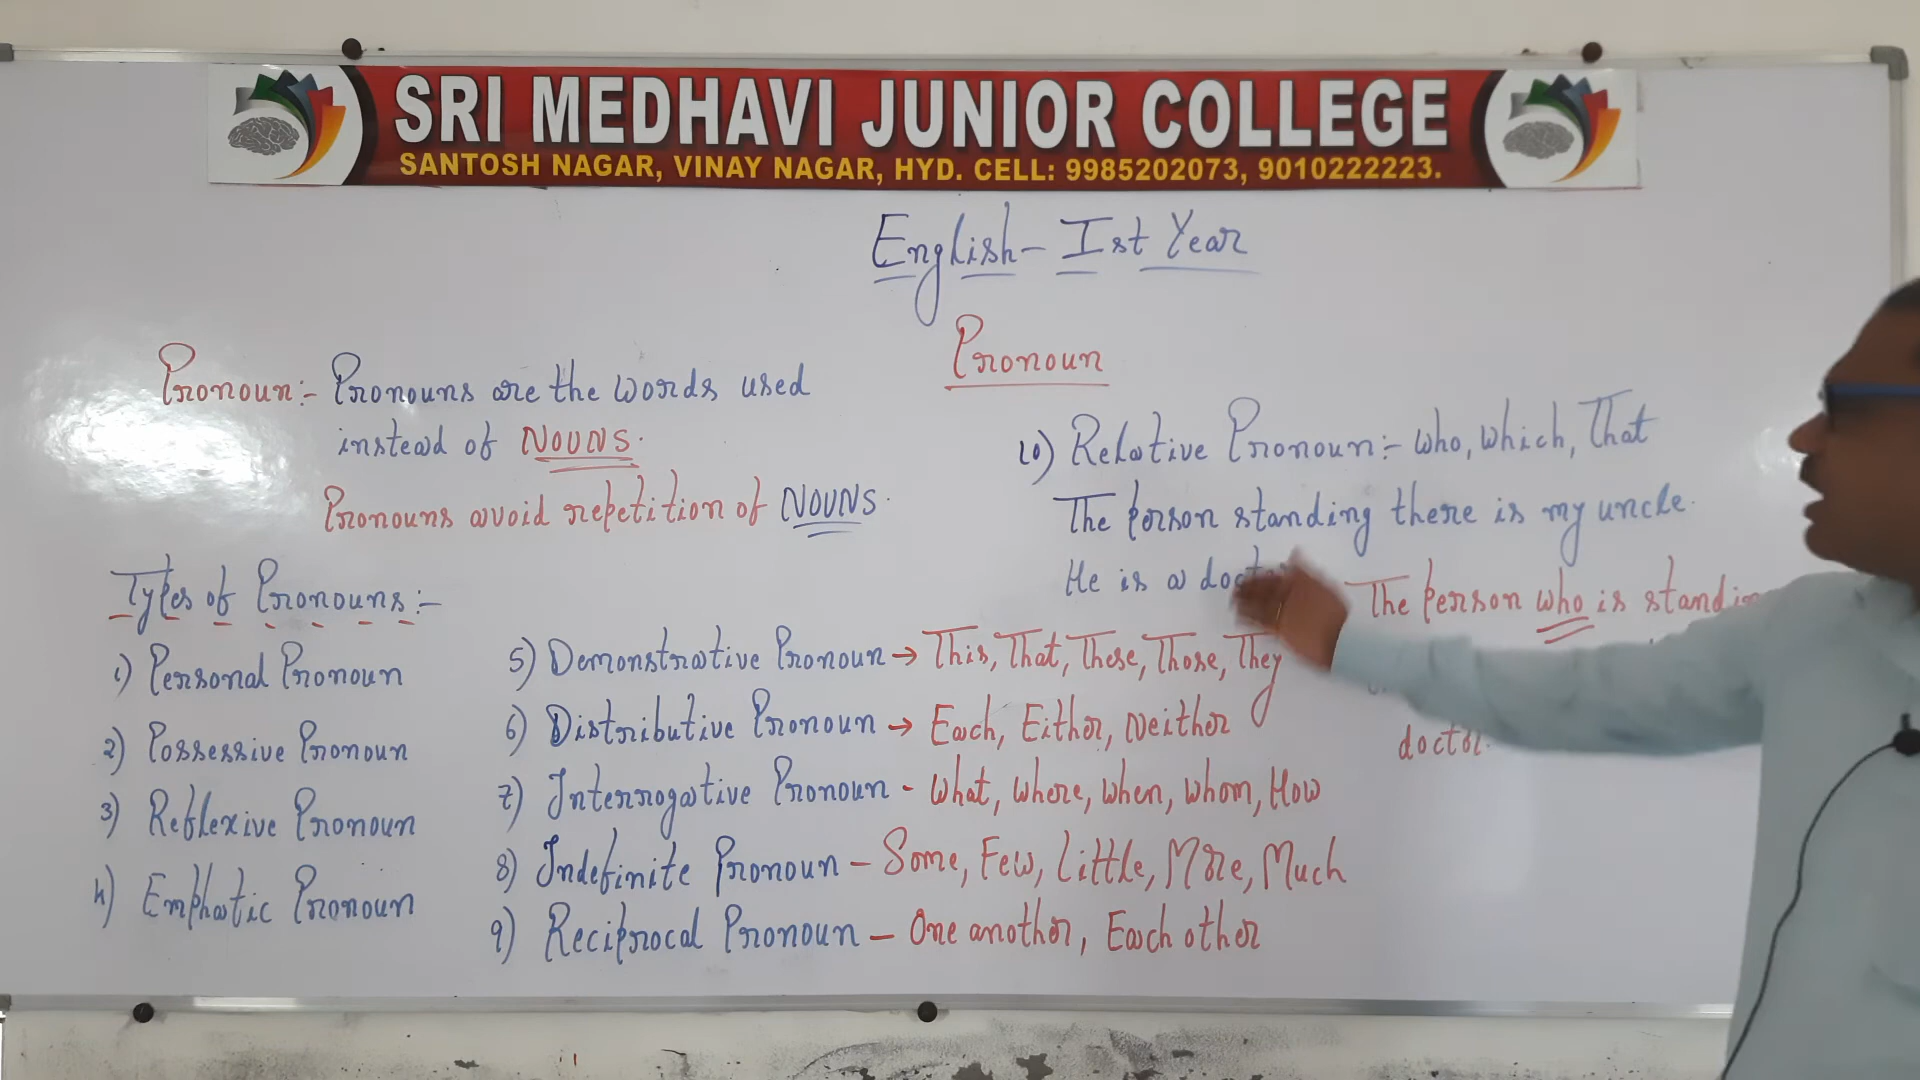 SRI MEDHAVI JUNIOR COLLEGE
SANTOSH NAGAR, VINAY NAGAR, HYD. CELL: 9985202073, 9010222223.
English - Ist Year
Pronoun
Pronoun:- Pronouns are the words used
instead of NOUNS.
Pronouns avoid repetition of NOUNS.
Types of Pronouns:-
1) Personal Pronoun
2) Possessive Pronoun
3) Reflexive Pronoun
4) Emphatic Pronoun
5) Demonstrative Pronoun → This, That, These, Those, They
6) Distributive Pronoun → Each, Either, Neither
7) Interrogative Pronoun - What, where, when, whom, How
8) Indefinite Pronoun - Some, Few, Little, More, Much
9) Reciprocal Pronoun - One another, Each other
10) Relative Pronoun:- who, which, That
The person standing there is my uncle.
He is a
The person who is
doctor.